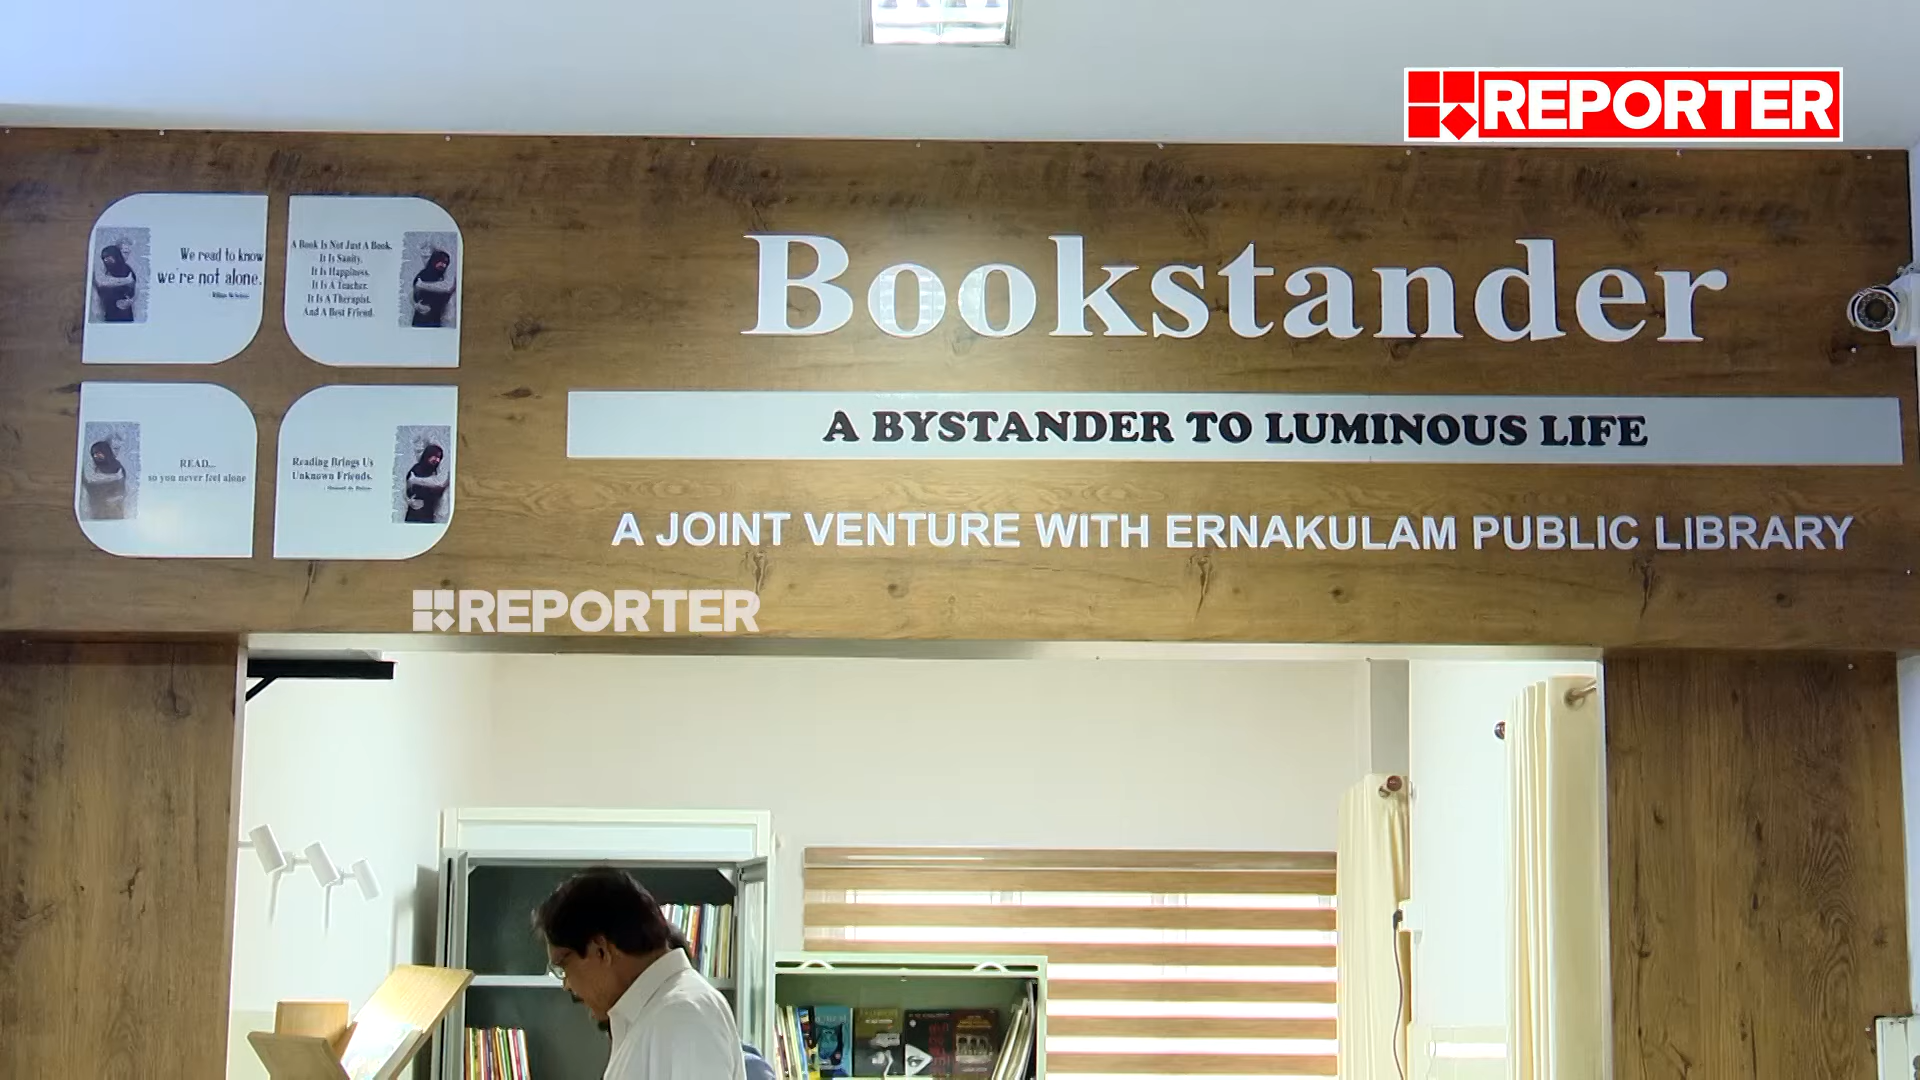 REPORTER
We read to know
we're not alone.
A Book Is Not Just A Book.
It Is Sanity.
It Is Happiness.
It Is A Teacher.
It Is A Therapist.
And A Best Friend.
READ...
so you never feel alone
Reading Brings Us
Unknown Friends.
Bookstander
A BYSTANDER TO LUMINOUS LIFE
A JOINT VENTURE WITH ERNAKULAM PUBLIC LIBRARY
REPORTER